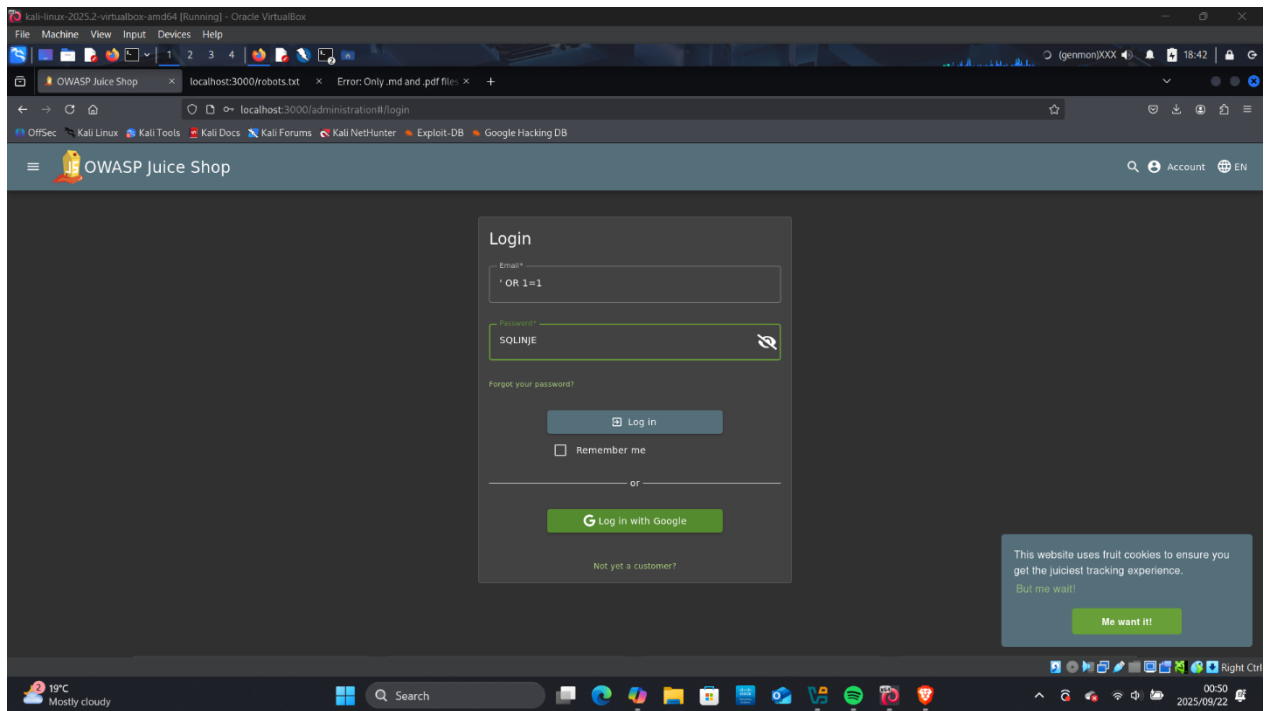 kali-linux-2025.2-virtualbox-amd64 [Running] - Oracle VirtualBox
File Machine View Input Devices Help
1 2 3 4 (genmon)XXX 18:42
OWASP Juice Shop × localhost:3000/robots.txt × Error: Only .md and .pdf files × +
localhost:3000/administration#/login
OffSec Kali Linux Kali Tools Kali Docs Kali Forums Kali NetHunter Exploit-DB Google Hacking DB
OWASP Juice Shop Account EN
Login
Email*
' OR 1=1
Password*
SQLINJE
Forgot your password?
Log in
Remember me
or
G Log in with Google
Not yet a customer?
This website uses fruit cookies to ensure you
get the juiciest tracking experience.
But me wait!
Me want it!
Right Ctrl
2 19°C
Mostly cloudy
Search
00:50
2025/09/22